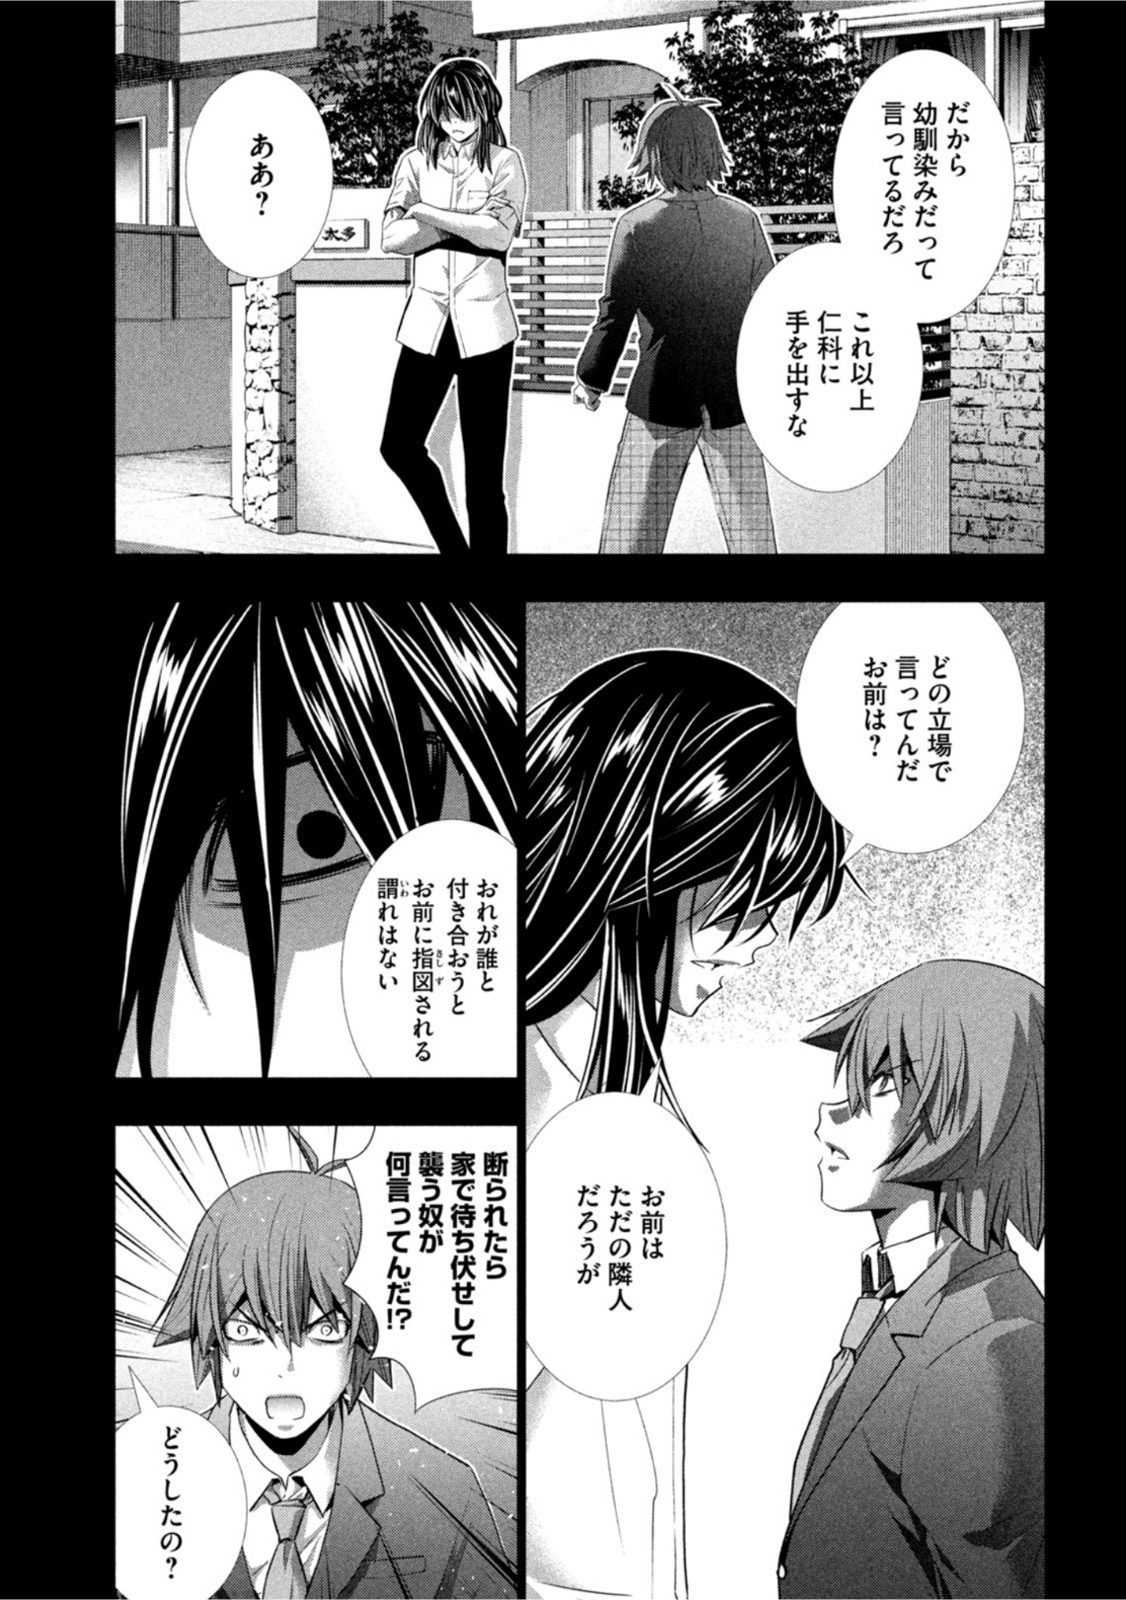 だから
幼馴染みだって
言ってるだろ
これ以上
仁科に
手を出すな
ああ？
太多
どの立場で
言ってんだ
お前は？
お前は
ただの隣人
だろうが
おれが誰と
付き合おうと
お前に指図される
謂れはない
断られたら
家で待ち伏せして
襲う奴が
何言ってんだ!?
どうしたの？